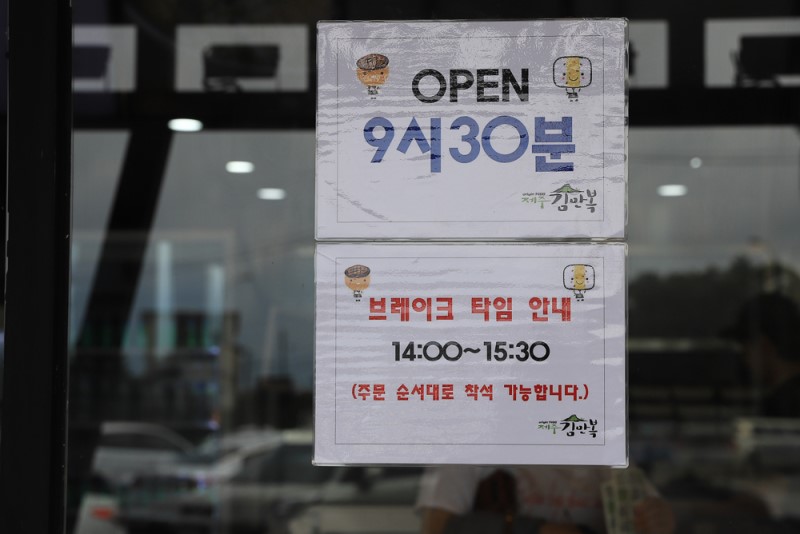 OPEN
9시30분
제주 김만복
브레이크 타임 안내
14:00~15:30
(주문 순서대로 착석 가능합니다.)
제주 김만복